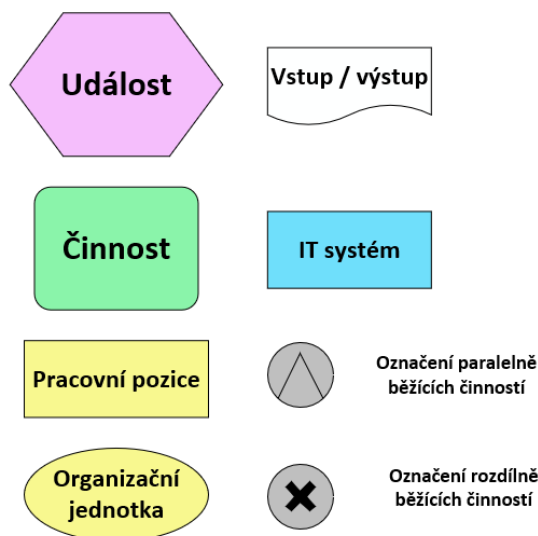 Událost
Vstup / výstup
Činnost
IT systém
Pracovní pozice
Označení paralelně
běžících činností
Organizační
jednotka
Označení rozdílně
běžících činností